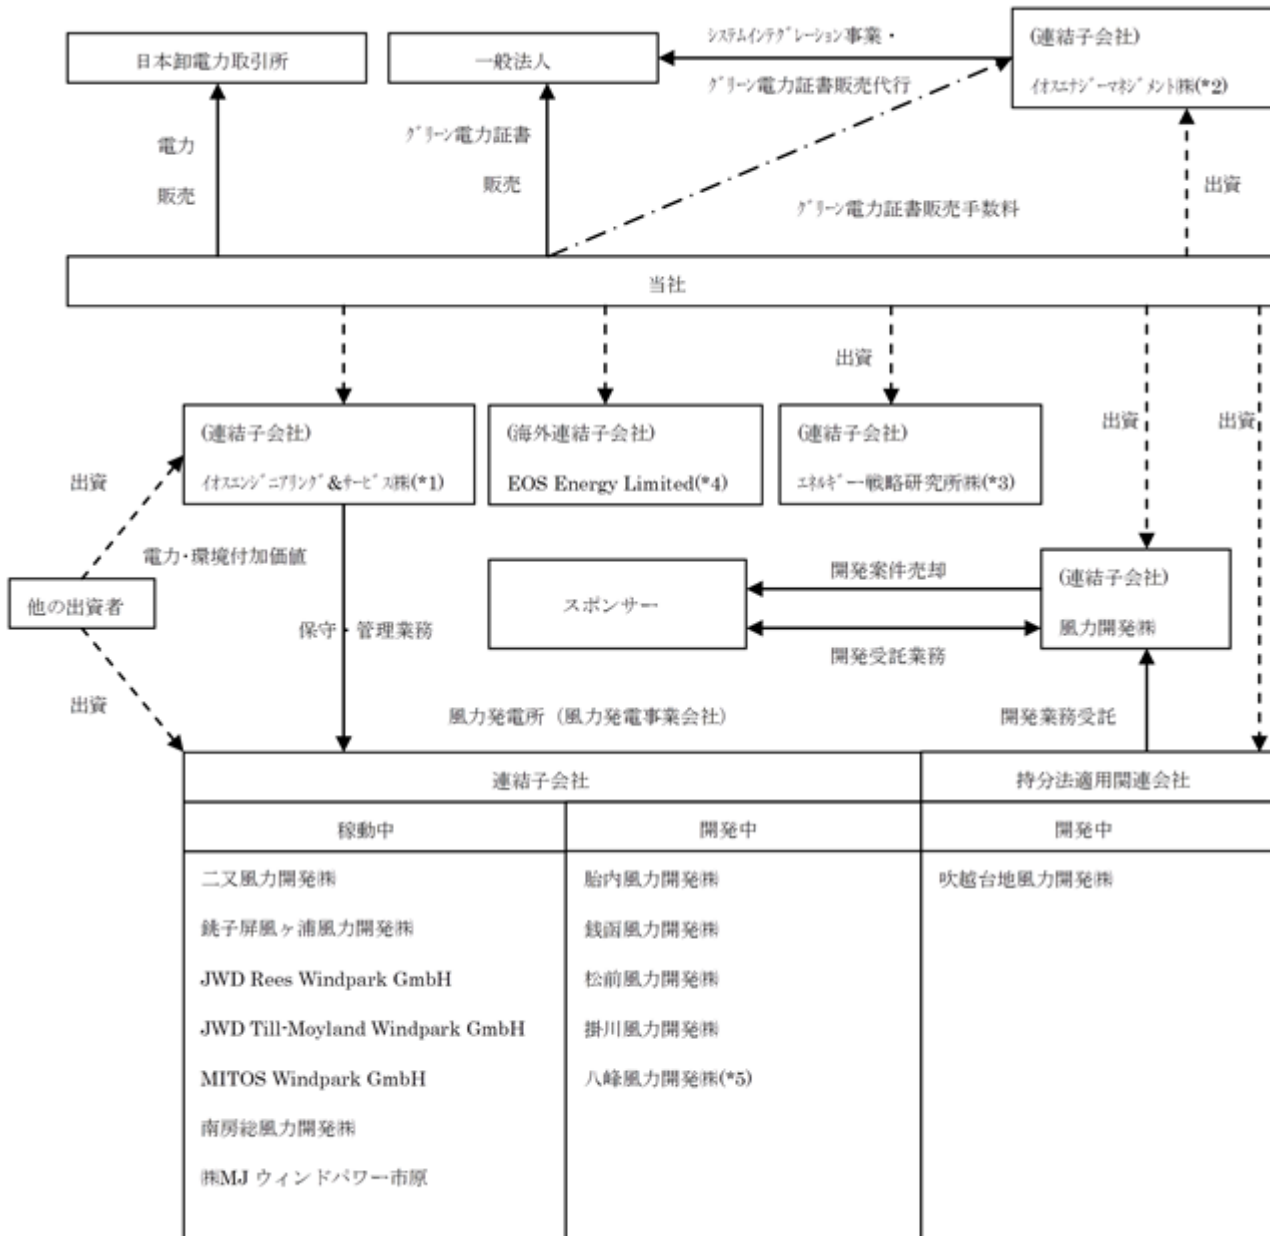 日本卸電力取引所
一般法人
システムインテグレーション事業・
グリーン電力証書販売代行
(連結子会社)
イオスエナジーマネジメント㈱(*2)
電力
販売
グリーン電力証書
販売
グリーン電力証書販売手数料
出資
当社
出資
出資
出資
(連結子会社)
イオスエンジニアリング&サービス㈱(*1)
(海外連結子会社)
EOS Energy Limited(*4)
(連結子会社)
エネルギー戦略研究所㈱(*3)
出資
電力・環境付加価値
他の出資者
保守・管理業務
スポンサー
開発案件売却
開発受託業務
(連結子会社)
風力開発㈱
出資
風力発電所（風力発電事業会社）
開発業務受託
連結子会社
持分法適用関連会社
稼動中
開発中
開発中
二又風力開発㈱
胎内風力開発㈱
吹越台地風力開発㈱
銚子屏風ヶ浦風力開発㈱
銭函風力開発㈱
JWD Rees Windpark GmbH
松前風力開発㈱
JWD Till-Moyland Windpark GmbH
掛川風力開発㈱
MITOS Windpark GmbH
八峰風力開発㈱(*5)
南房総風力開発㈱
㈱MJ ウィンドパワー市原